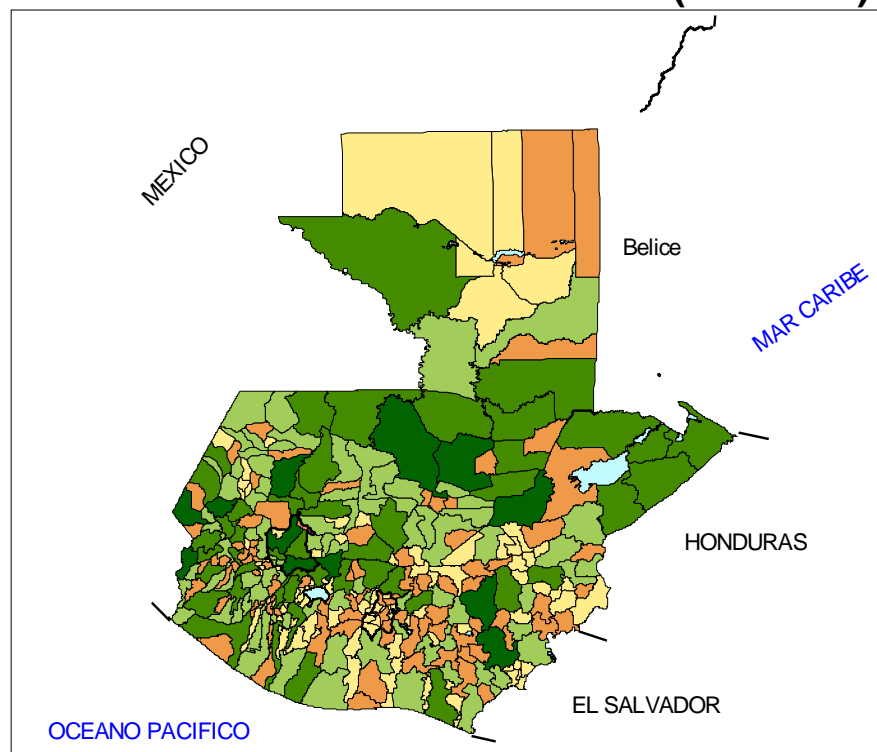 MEXICO
Belice
MAR CARIBE
HONDURAS
EL SALVADOR
OCEANO PACIFICO